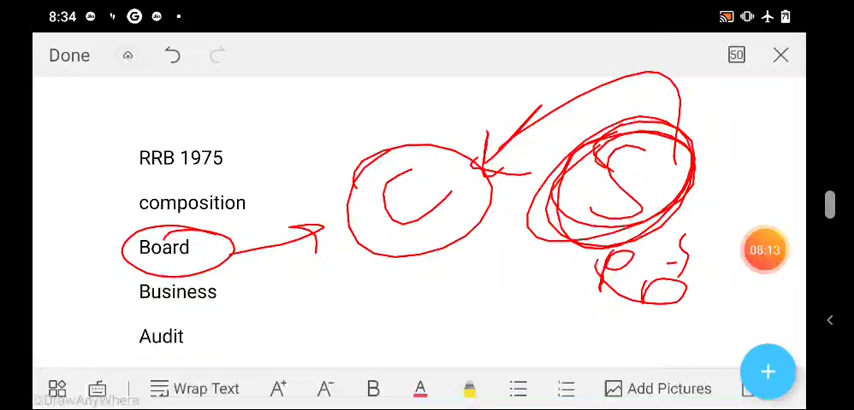 8:34
Done
50
RRB 1975
composition
Board
Business
Audit
C
S
08:13
Wrap Text A+ A- B A Add Pictures
@DrawAnyWhere